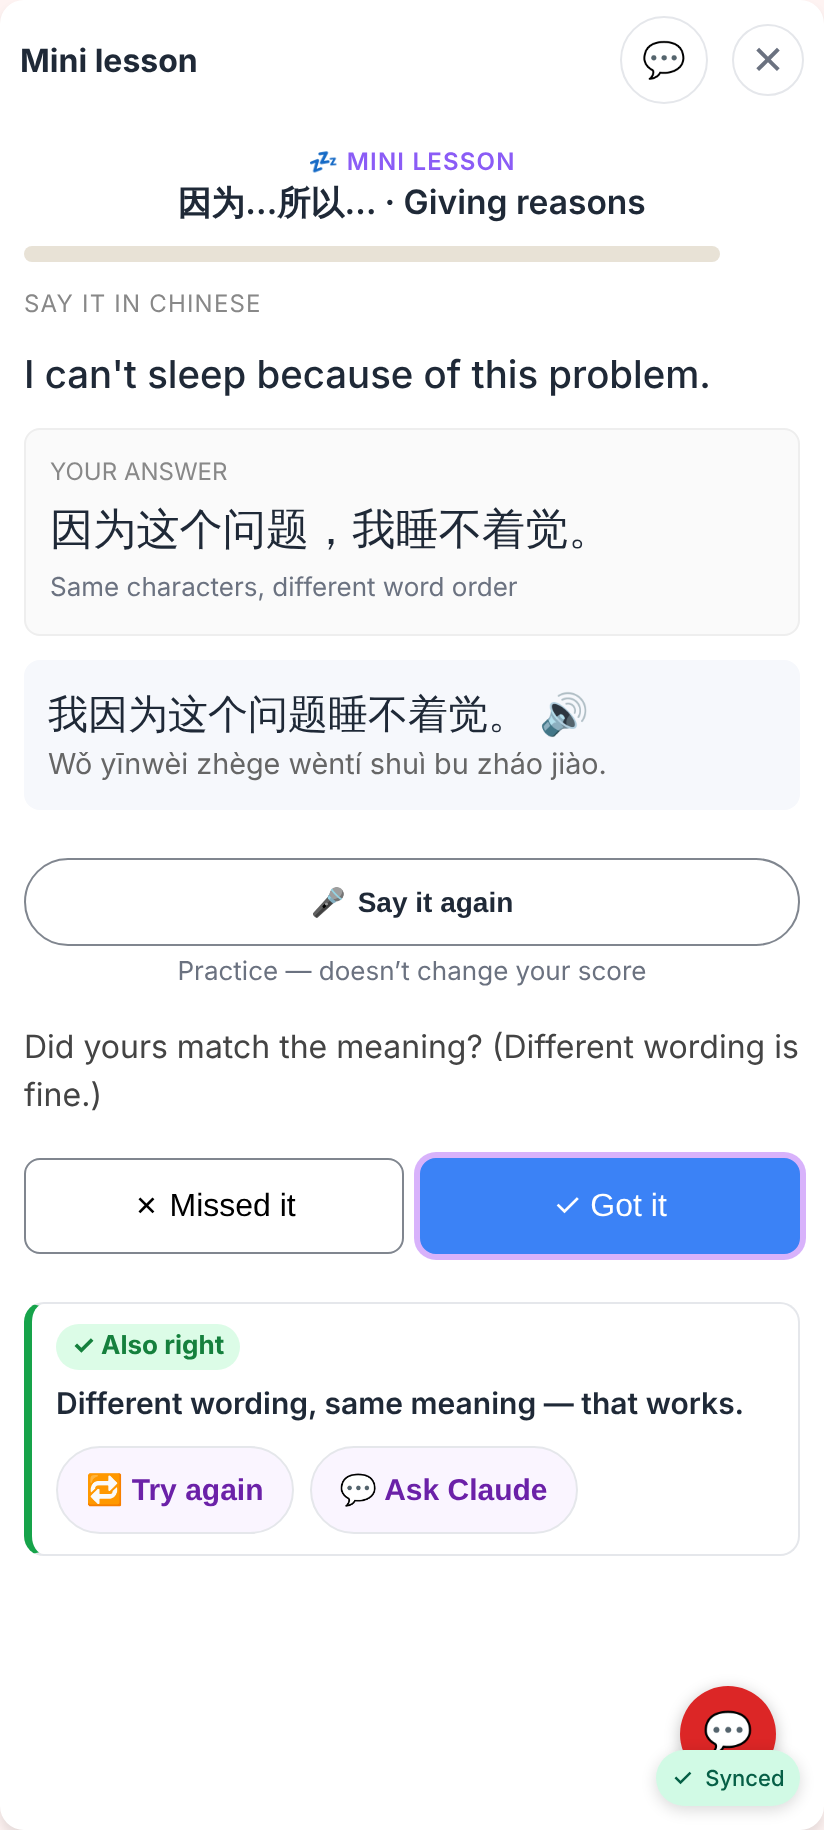 Mini lesson
💬 ✕
💤 MINI LESSON
因为...所以... · Giving reasons
SAY IT IN CHINESE
I can't sleep because of this problem.
YOUR ANSWER
因为这个问题，我睡不着觉。
Same characters, different word order
我因为这个问题睡不着觉。 🔊
Wǒ yīnwèi zhège wèntí shuì bu zháo jiào.
🎤 Say it again
Practice — doesn’t change your score
Did yours match the meaning? (Different wording is
fine.)
✕ Missed it
✓ Got it
✓ Also right
Different wording, same meaning — that works.
🔁 Try again
💬 Ask Claude
💬
✓ Synced